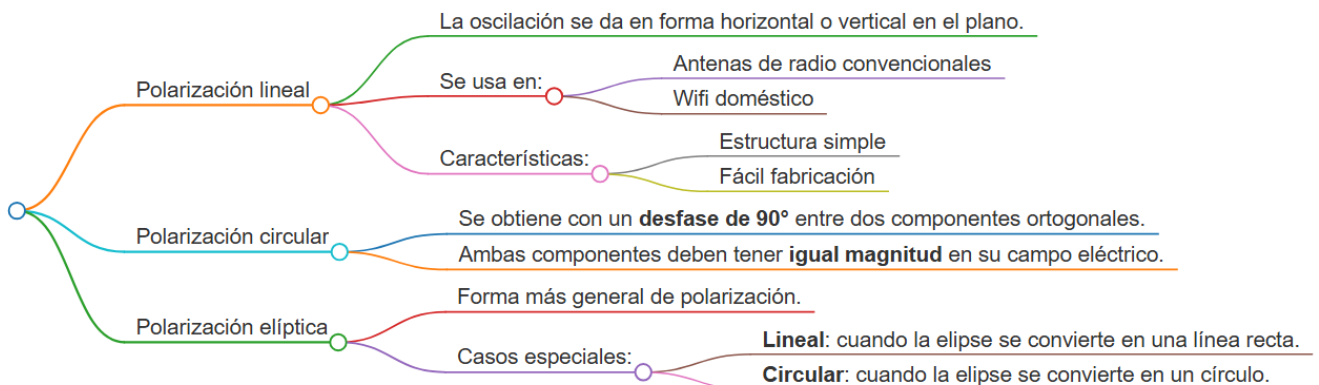 Polarización lineal
La oscilación se da en forma horizontal o vertical en el plano.
Se usa en:
Antenas de radio convencionales
Wifi doméstico
Características:
Estructura simple
Fácil fabricación
Polarización circular
Se obtiene con un desfase de 90° entre dos componentes ortogonales.
Ambas componentes deben tener igual magnitud en su campo eléctrico.
Polarización elíptica
Forma más general de polarización.
Casos especiales:
Lineal: cuando la elipse se convierte en una línea recta.
Circular: cuando la elipse se convierte en un círculo.